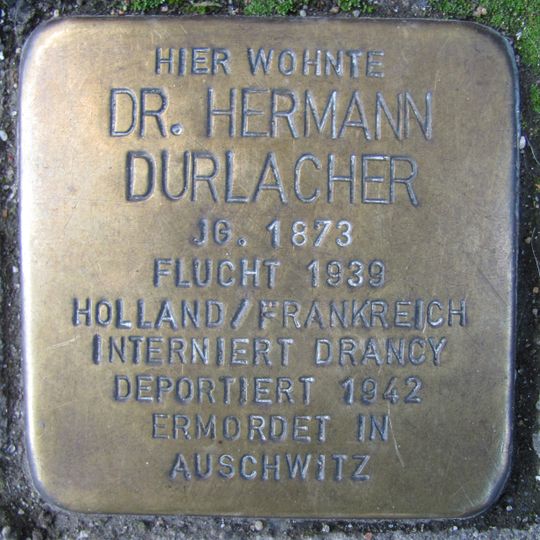 HIER WOHNTE
DR. HERMANN
DURLACHER
JG. 1873
FLUCHT 1939
HOLLAND/FRANKREICH
INTERNIERT DRANCY
DEPORTIERT 1942
ERMORDET IN
AUSCHWITZ